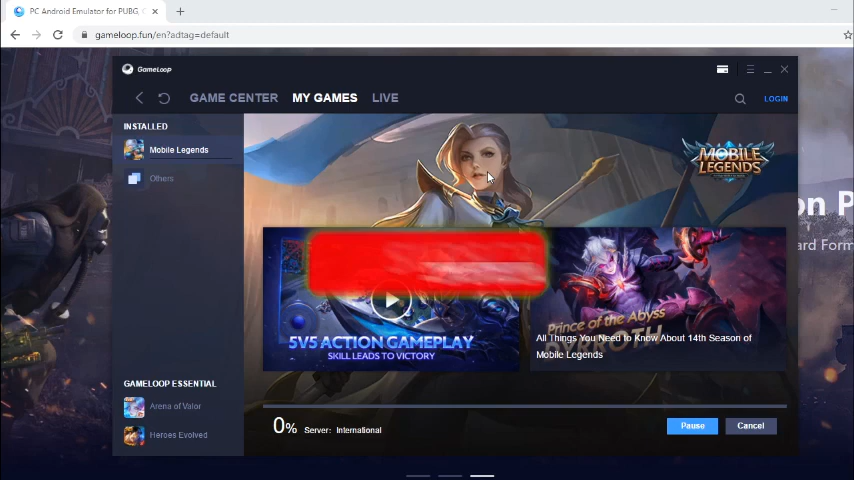 PC Android Emulator for PUBG
gameloop.fun/en?adtag=default
GameLoop
GAME CENTER MY GAMES LIVE
LOGIN
INSTALLED
Mobile Legends
Others
MOBILE
LEGENDS
5V5 ACTION GAMEPLAY
SKILL LEADS TO VICTORY
Prince of the Abyss
All Things You Need to Know About 14th Season of
Mobile Legends
GAMELOOP ESSENTIAL
Arena of Valor
Heroes Evolved
0% Server: International
Pause Cancel
on P
ard Form